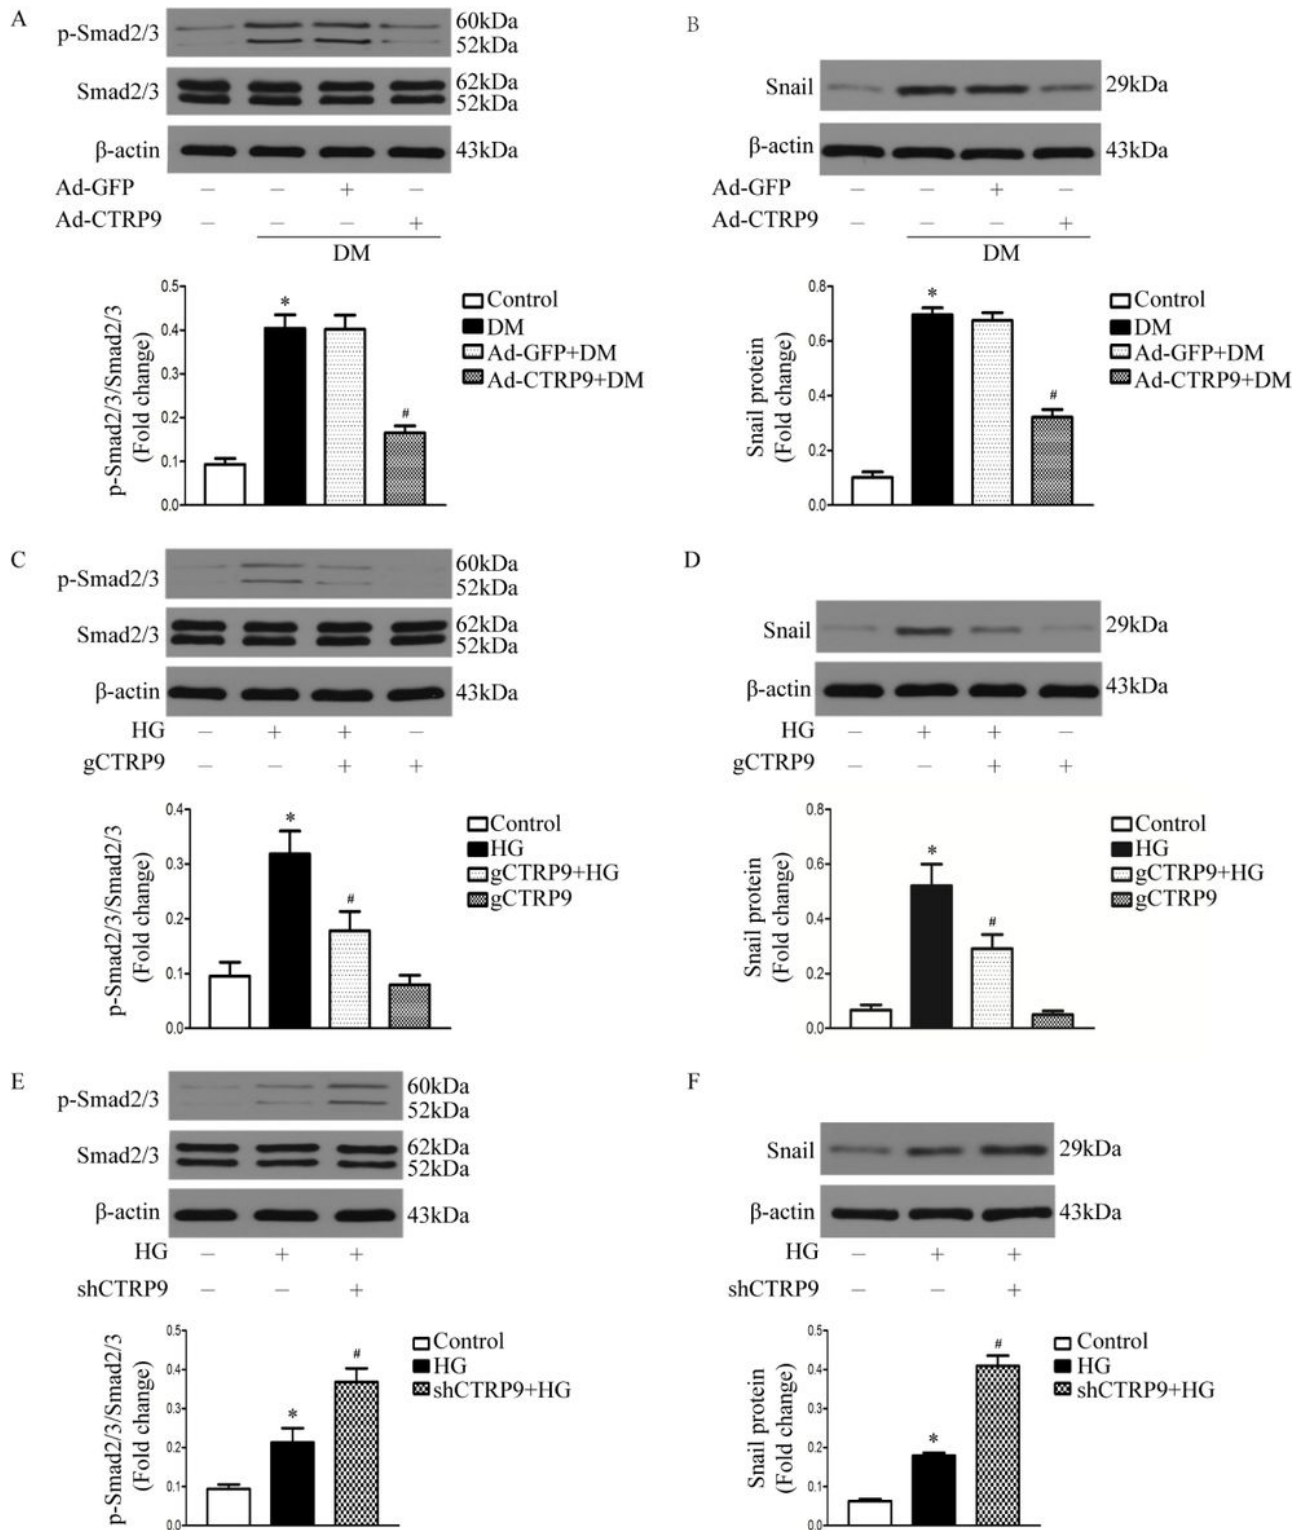 A
p-Smad2/3
60kDa
52kDa
Smad2/3
62kDa
52kDa
β-actin
43kDa
Ad-GFP — — + —
Ad-CTRP9 — — — +
DM
p-Smad2/3/Smad2/3
(Fold change)
0.5
0.4
0.3
0.2
0.1
0.0
*
#
Control
DM
Ad-GFP+DM
Ad-CTRP9+DM
B
Snail
29kDa
β-actin
43kDa
Ad-GFP — — + —
Ad-CTRP9 — — — +
DM
Snail protein
(Fold change)
0.8
0.6
0.4
0.2
0.0
*
#
Control
DM
Ad-GFP+DM
Ad-CTRP9+DM
C
p-Smad2/3
60kDa
52kDa
Smad2/3
62kDa
52kDa
β-actin
43kDa
HG — + + —
gCTRP9 — — + +
p-Smad2/3/Smad2/3
(Fold change)
0.4
0.3
0.2
0.1
0.0
*
#
Control
HG
gCTRP9+HG
gCTRP9
D
Snail
29kDa
β-actin
43kDa
HG — + + —
gCTRP9 — — + +
Snail protein
(Fold change)
0.8
0.6
0.4
0.2
0.0
*
#
Control
HG
gCTRP9+HG
gCTRP9
E
p-Smad2/3
60kDa
52kDa
Smad2/3
62kDa
52kDa
β-actin
43kDa
HG — + +
shCTRP9 — — +
p-Smad2/3/Smad2/3
(Fold change)
0.5
0.4
0.3
0.2
0.1
0.0
*
#
Control
HG
shCTRP9+HG
F
Snail
29kDa
β-actin
43kDa
HG — + +
shCTRP9 — — +
Snail protein
(Fold change)
0.5
0.4
0.3
0.2
0.1
0.0
*
#
Control
HG
shCTRP9+HG